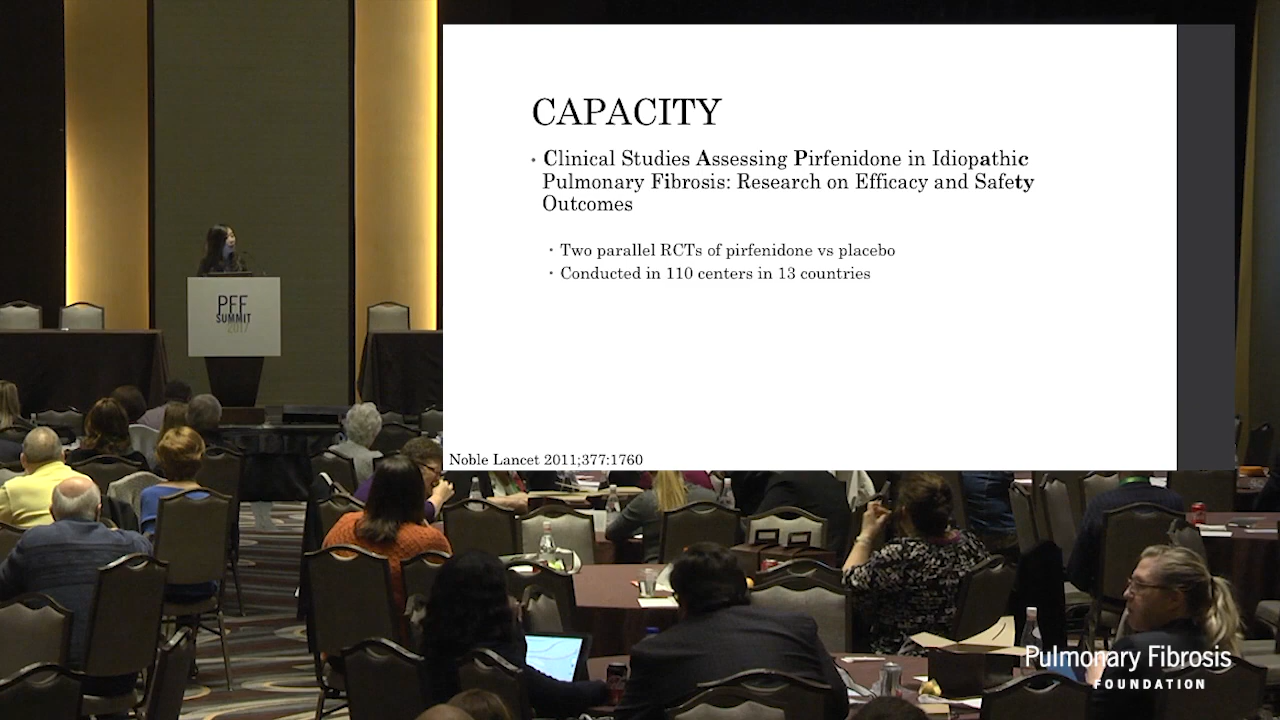 CAPACITY
• Clinical Studies Assessing Pirfenidone in Idiopathic
Pulmonary Fibrosis: Research on Efficacy and Safety
Outcomes
• Two parallel RCTs of pirfenidone vs placebo
• Conducted in 110 centers in 13 countries
Noble Lancet 2011;377:1760
PFF
SUMMIT
2017
Pulmonary Fibrosis
FOUNDATION